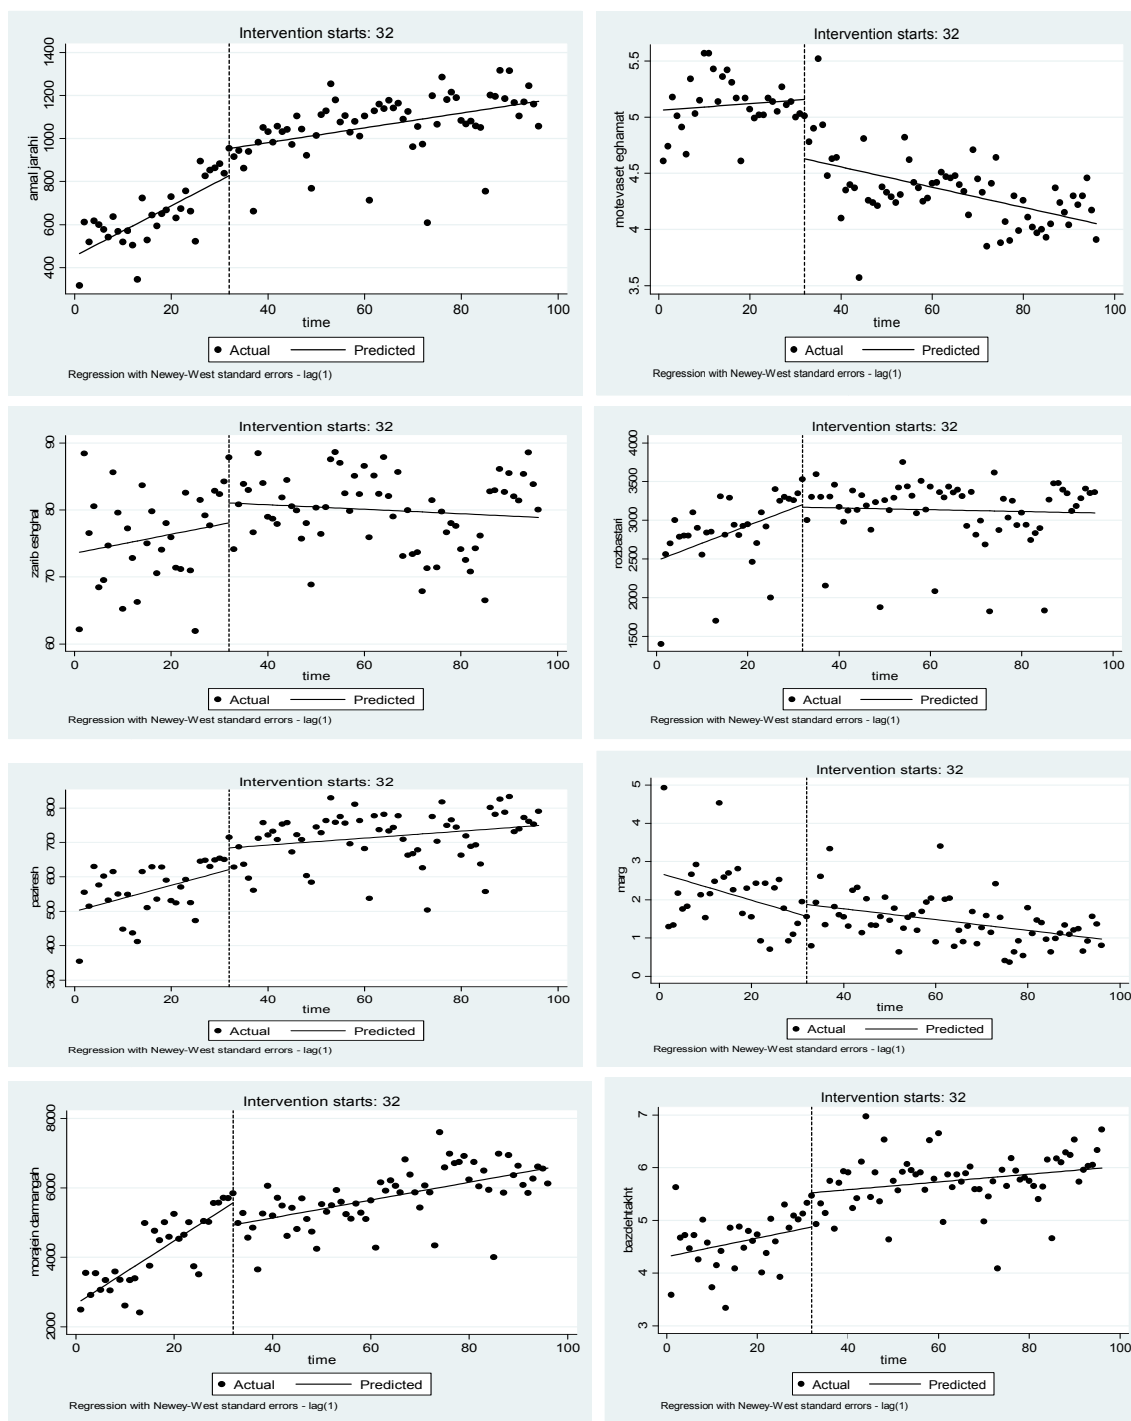 Intervention starts: 32
amal jarahi
1400
1200
1000
800
600
400
0 20 40 60 80 100
time
Actual Predicted
Regression with Newey-West standard errors - lag(1)
Intervention starts: 32
motevaset eghamat
5.5
5
4.5
4
3.5
0 20 40 60 80 100
time
Actual Predicted
Regression with Newey-West standard errors - lag(1)
Intervention starts: 32
zarib eshghal
90
80
70
60
0 20 40 60 80 100
time
Actual Predicted
Regression with Newey-West standard errors - lag(1)
Intervention starts: 32
rozbastari
4000
3500
3000
2500
2000
1500
0 20 40 60 80 100
time
Actual Predicted
Regression with Newey-West standard errors - lag(1)
Intervention starts: 32
paziresh
800
700
600
500
400
300
0 20 40 60 80 100
time
Actual Predicted
Regression with Newey-West standard errors - lag(1)
Intervention starts: 32
marg
5
4
3
2
1
0
0 20 40 60 80 100
time
Actual Predicted
Regression with Newey-West standard errors - lag(1)
Intervention starts: 32
morajein darmangah
8000
6000
4000
2000
0 20 40 60 80 100
time
Actual Predicted
Regression with Newey-West standard errors - lag(1)
Intervention starts: 32
bazdehtakht
7
6
5
4
3
0 20 40 60 80 100
time
Actual Predicted
Regression with Newey-West standard errors - lag(1)